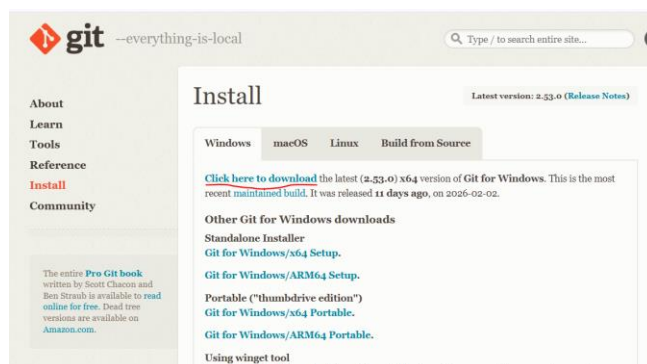 git --everything-is-local
Type / to search entire site...
About
Learn
Tools
Reference
Install
Community
The entire Pro Git book
written by Scott Chacon and
Ben Straub is available to read
online for free. Dead tree
versions are available on
Amazon.com.
Install
Latest version: 2.53.0 (Release Notes)
Windows macOS Linux Build from Source
Click here to download the latest (2.53.0) x64 version of Git for Windows. This is the most
recent maintained build. It was released 11 days ago, on 2026-02-02.
Other Git for Windows downloads
Standalone Installer
Git for Windows/x64 Setup.
Git for Windows/ARM64 Setup.
Portable ("thumbdrive edition")
Git for Windows/x64 Portable.
Git for Windows/ARM64 Portable.
Using winget tool